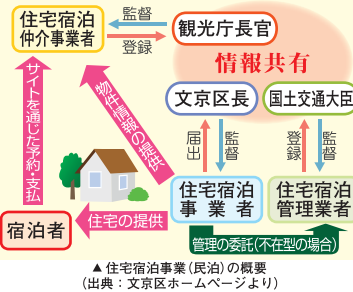 住宅宿泊
仲介事業者
監督
登録
観光庁長官
情報共有
文京区長
国土交通大臣
サイトを通じた予約・支払
物件情報の提供
届出
監督
登録
監督
住宅宿泊
事業者
住宅宿泊
管理業者
宿泊者
住宅の提供
管理の委託(不在型の場合)
▲住宅宿泊事業(民泊)の概要
(出典:文京区ホームページより)